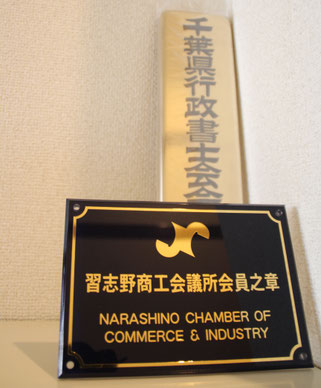 千葉県行政書士会会
習志野商工会議所会員之章
NARASHINO CHAMBER OF
COMMERCE & INDUSTRY